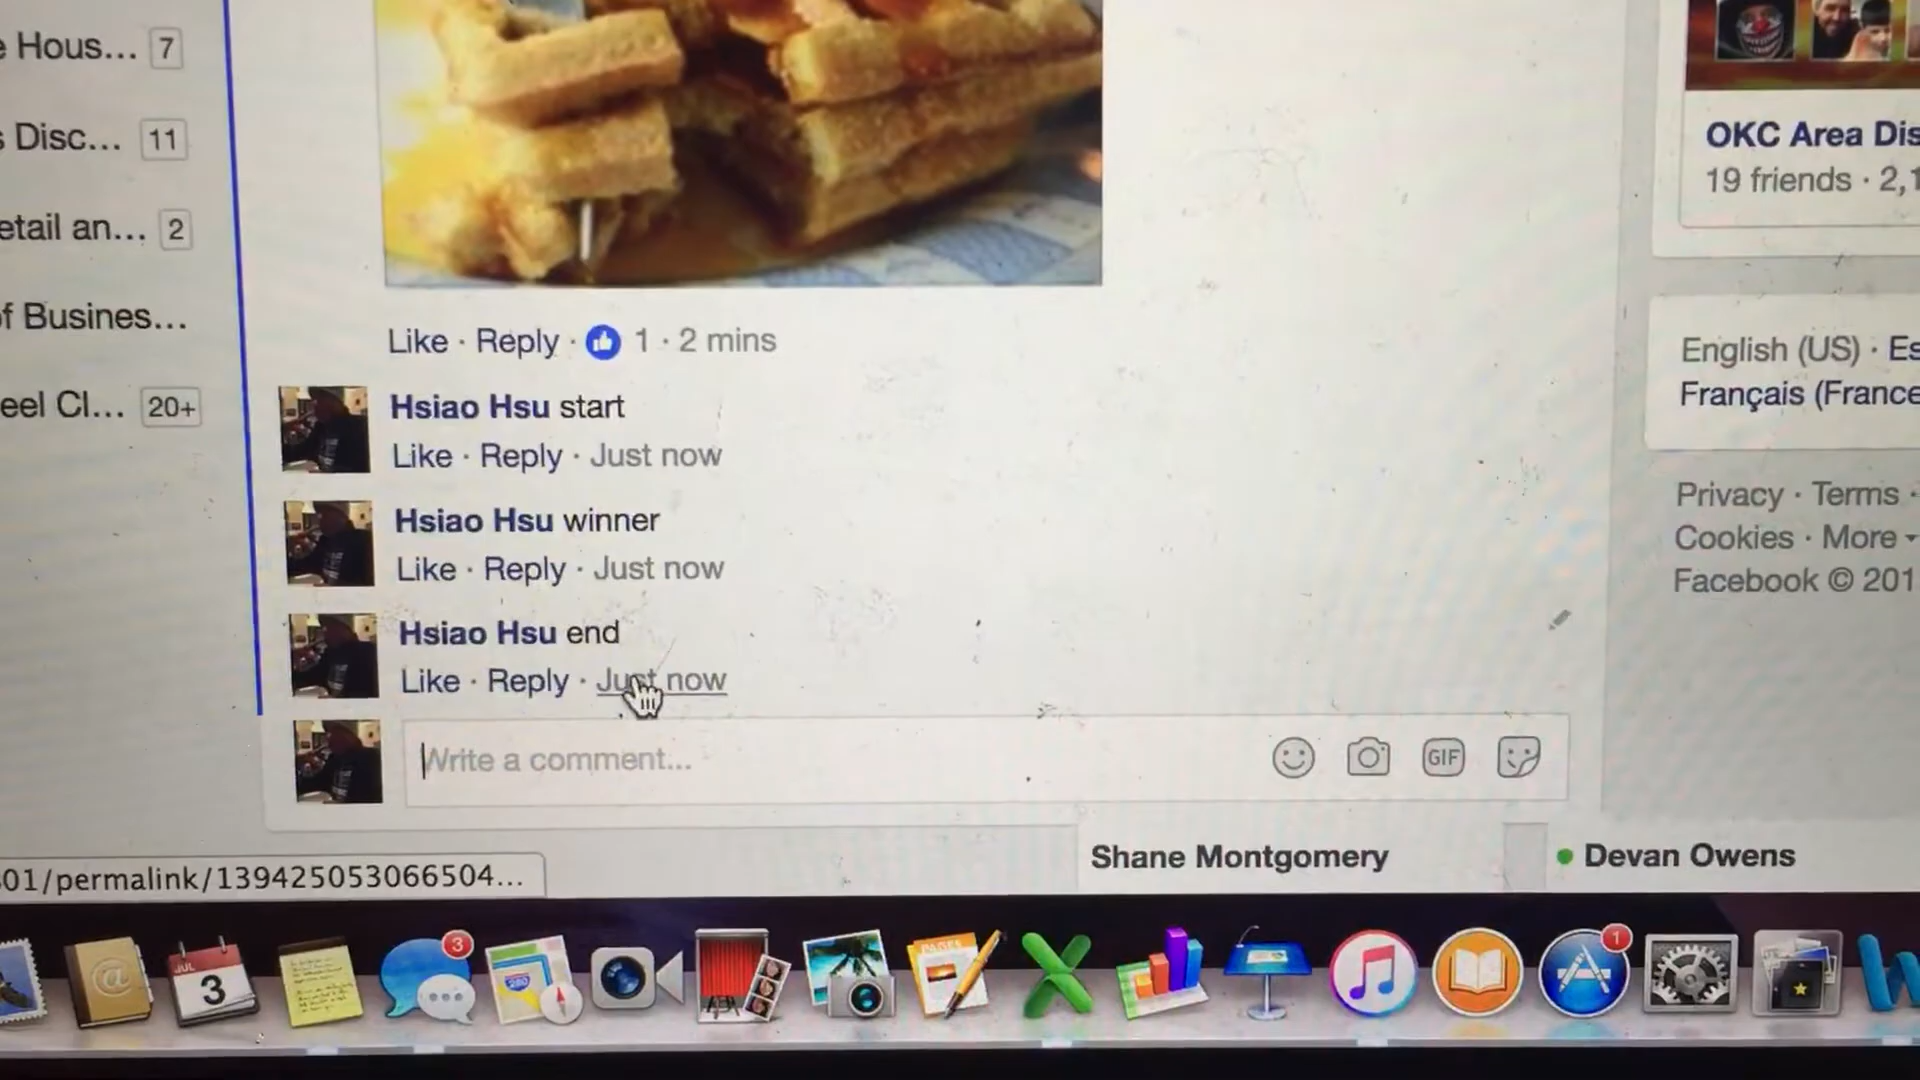 e Hous... 7
s Disc... 11
etail an... 2
of Busines...
eel Cl... 20+
Like · Reply · 1 · 2 mins
Hsiao Hsu start
Like · Reply · Just now
Hsiao Hsu winner
Like · Reply · Just now
Hsiao Hsu end
Like · Reply · Just now
Write a comment...
GIF
OKC Area Dis
19 friends · 2,1
English (US) · Es
Français (France
Privacy · Terms ·
Cookies · More
Facebook © 201
Shane Montgomery
Devan Owens
01/permalink/139425053066504...
JUL
3
3
280
PAGES
1